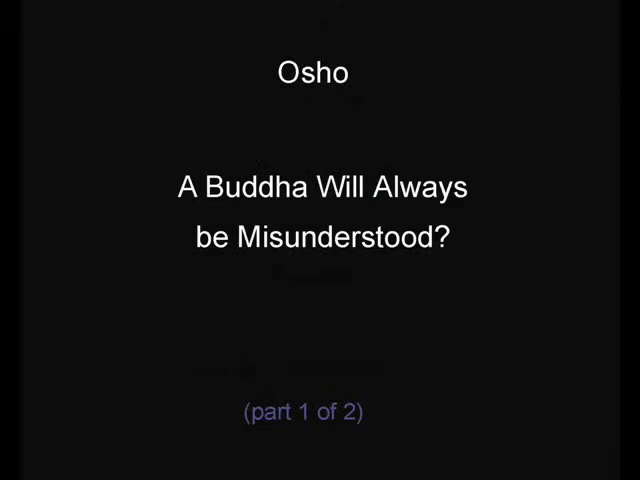 Osho
A Buddha Will Always
be Misunderstood?
(part 1 of 2)